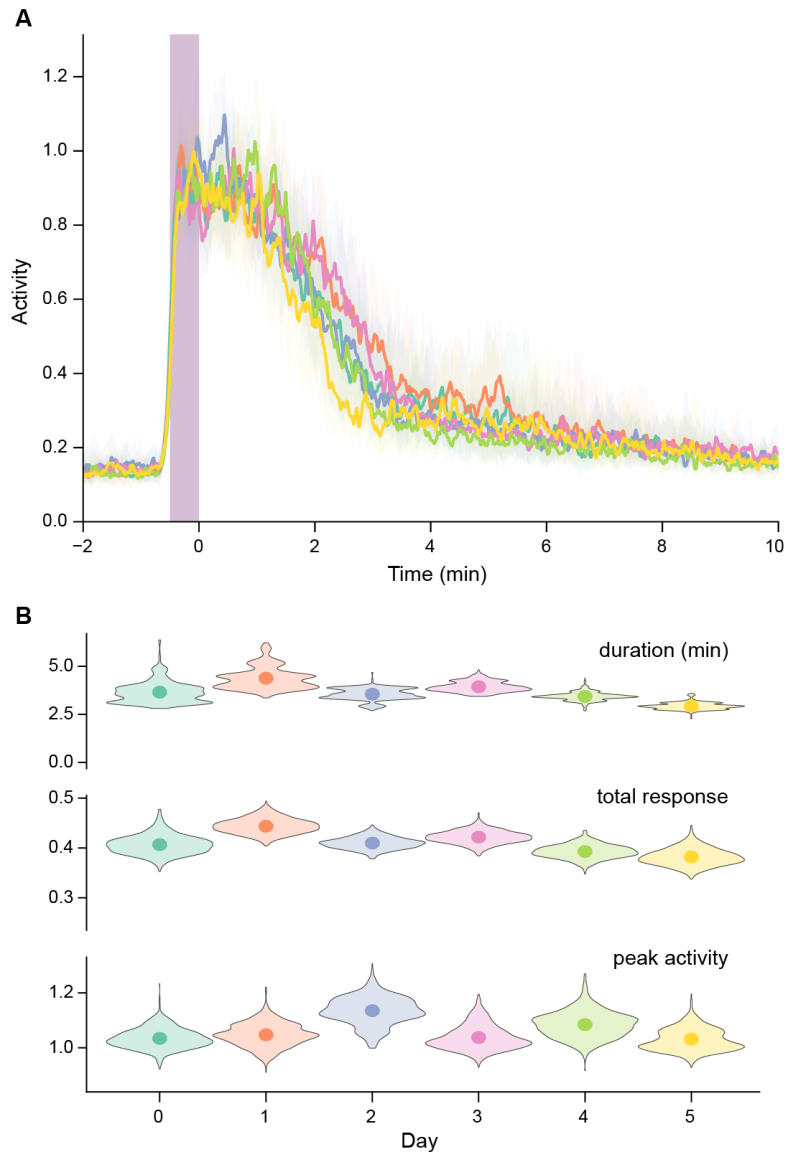 A
1.2
1.0
0.8
0.6
0.4
0.2
0.0
Activity
−2 0 2 4 6 8 10
Time (min)
B
duration (min)
5.0
2.5
0.0
total response
0.5
0.4
0.3
peak activity
1.2
1.0
0 1 2 3 4 5
Day